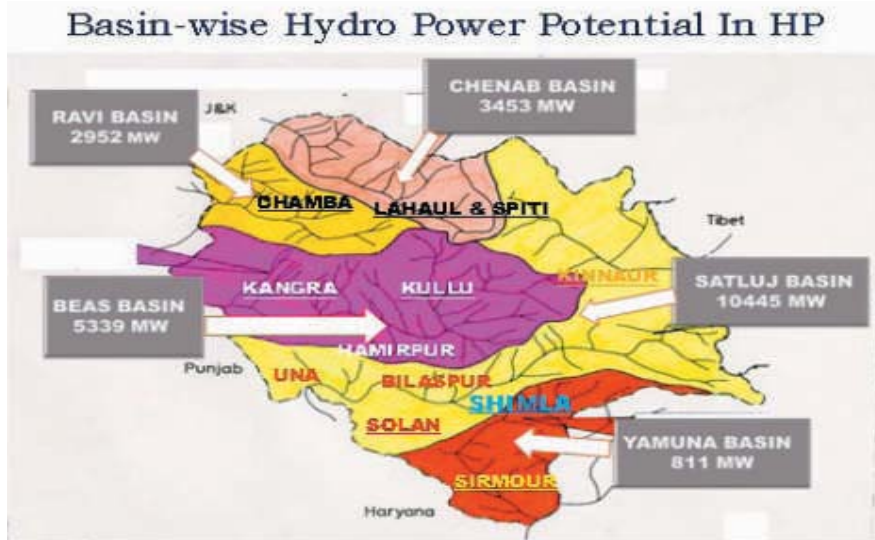 Basin-wise Hydro Power Potential In HP
CHENAB BASIN
3453 MW
RAVI BASIN
2952 MW
J&K
CHAMBA
LAHAUL & SPITI
Tibet
KINNAUR
SATLUJ BASIN
10445 MW
KANGRA
KULLU
BEAS BASIN
5339 MW
HAMIRPUR
Punjab
UNA
BILASPUR
SHIMLA
SOLAN
YAMUNA BASIN
811 MW
SIRMOUR
Haryana